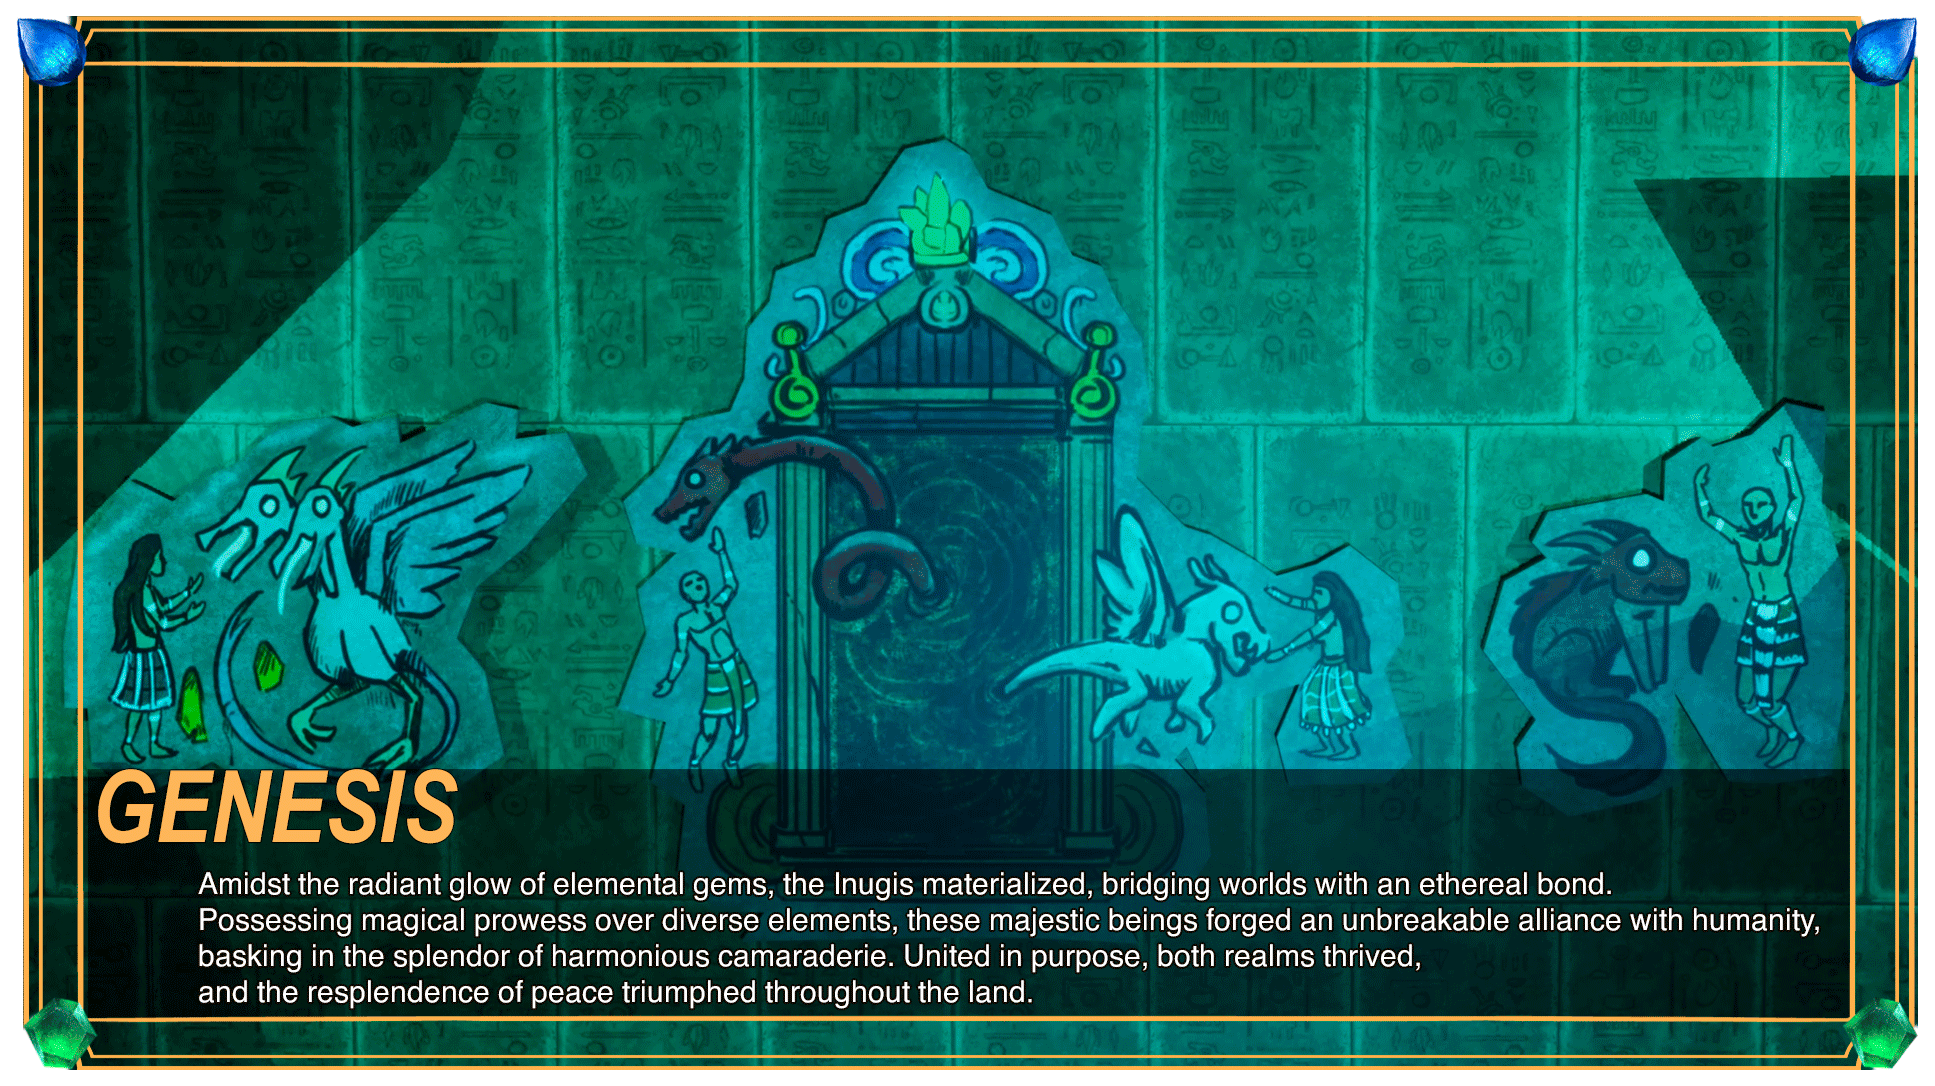 GENESIS
Amidst the radiant glow of elemental gems, the Inugis materialized, bridging worlds with an ethereal bond.
Possessing magical prowess over diverse elements, these majestic beings forged an unbreakable alliance with humanity,
basking in the splendor of harmonious camaraderie. United in purpose, both realms thrived,
and the resplendence of peace triumphed throughout the land.